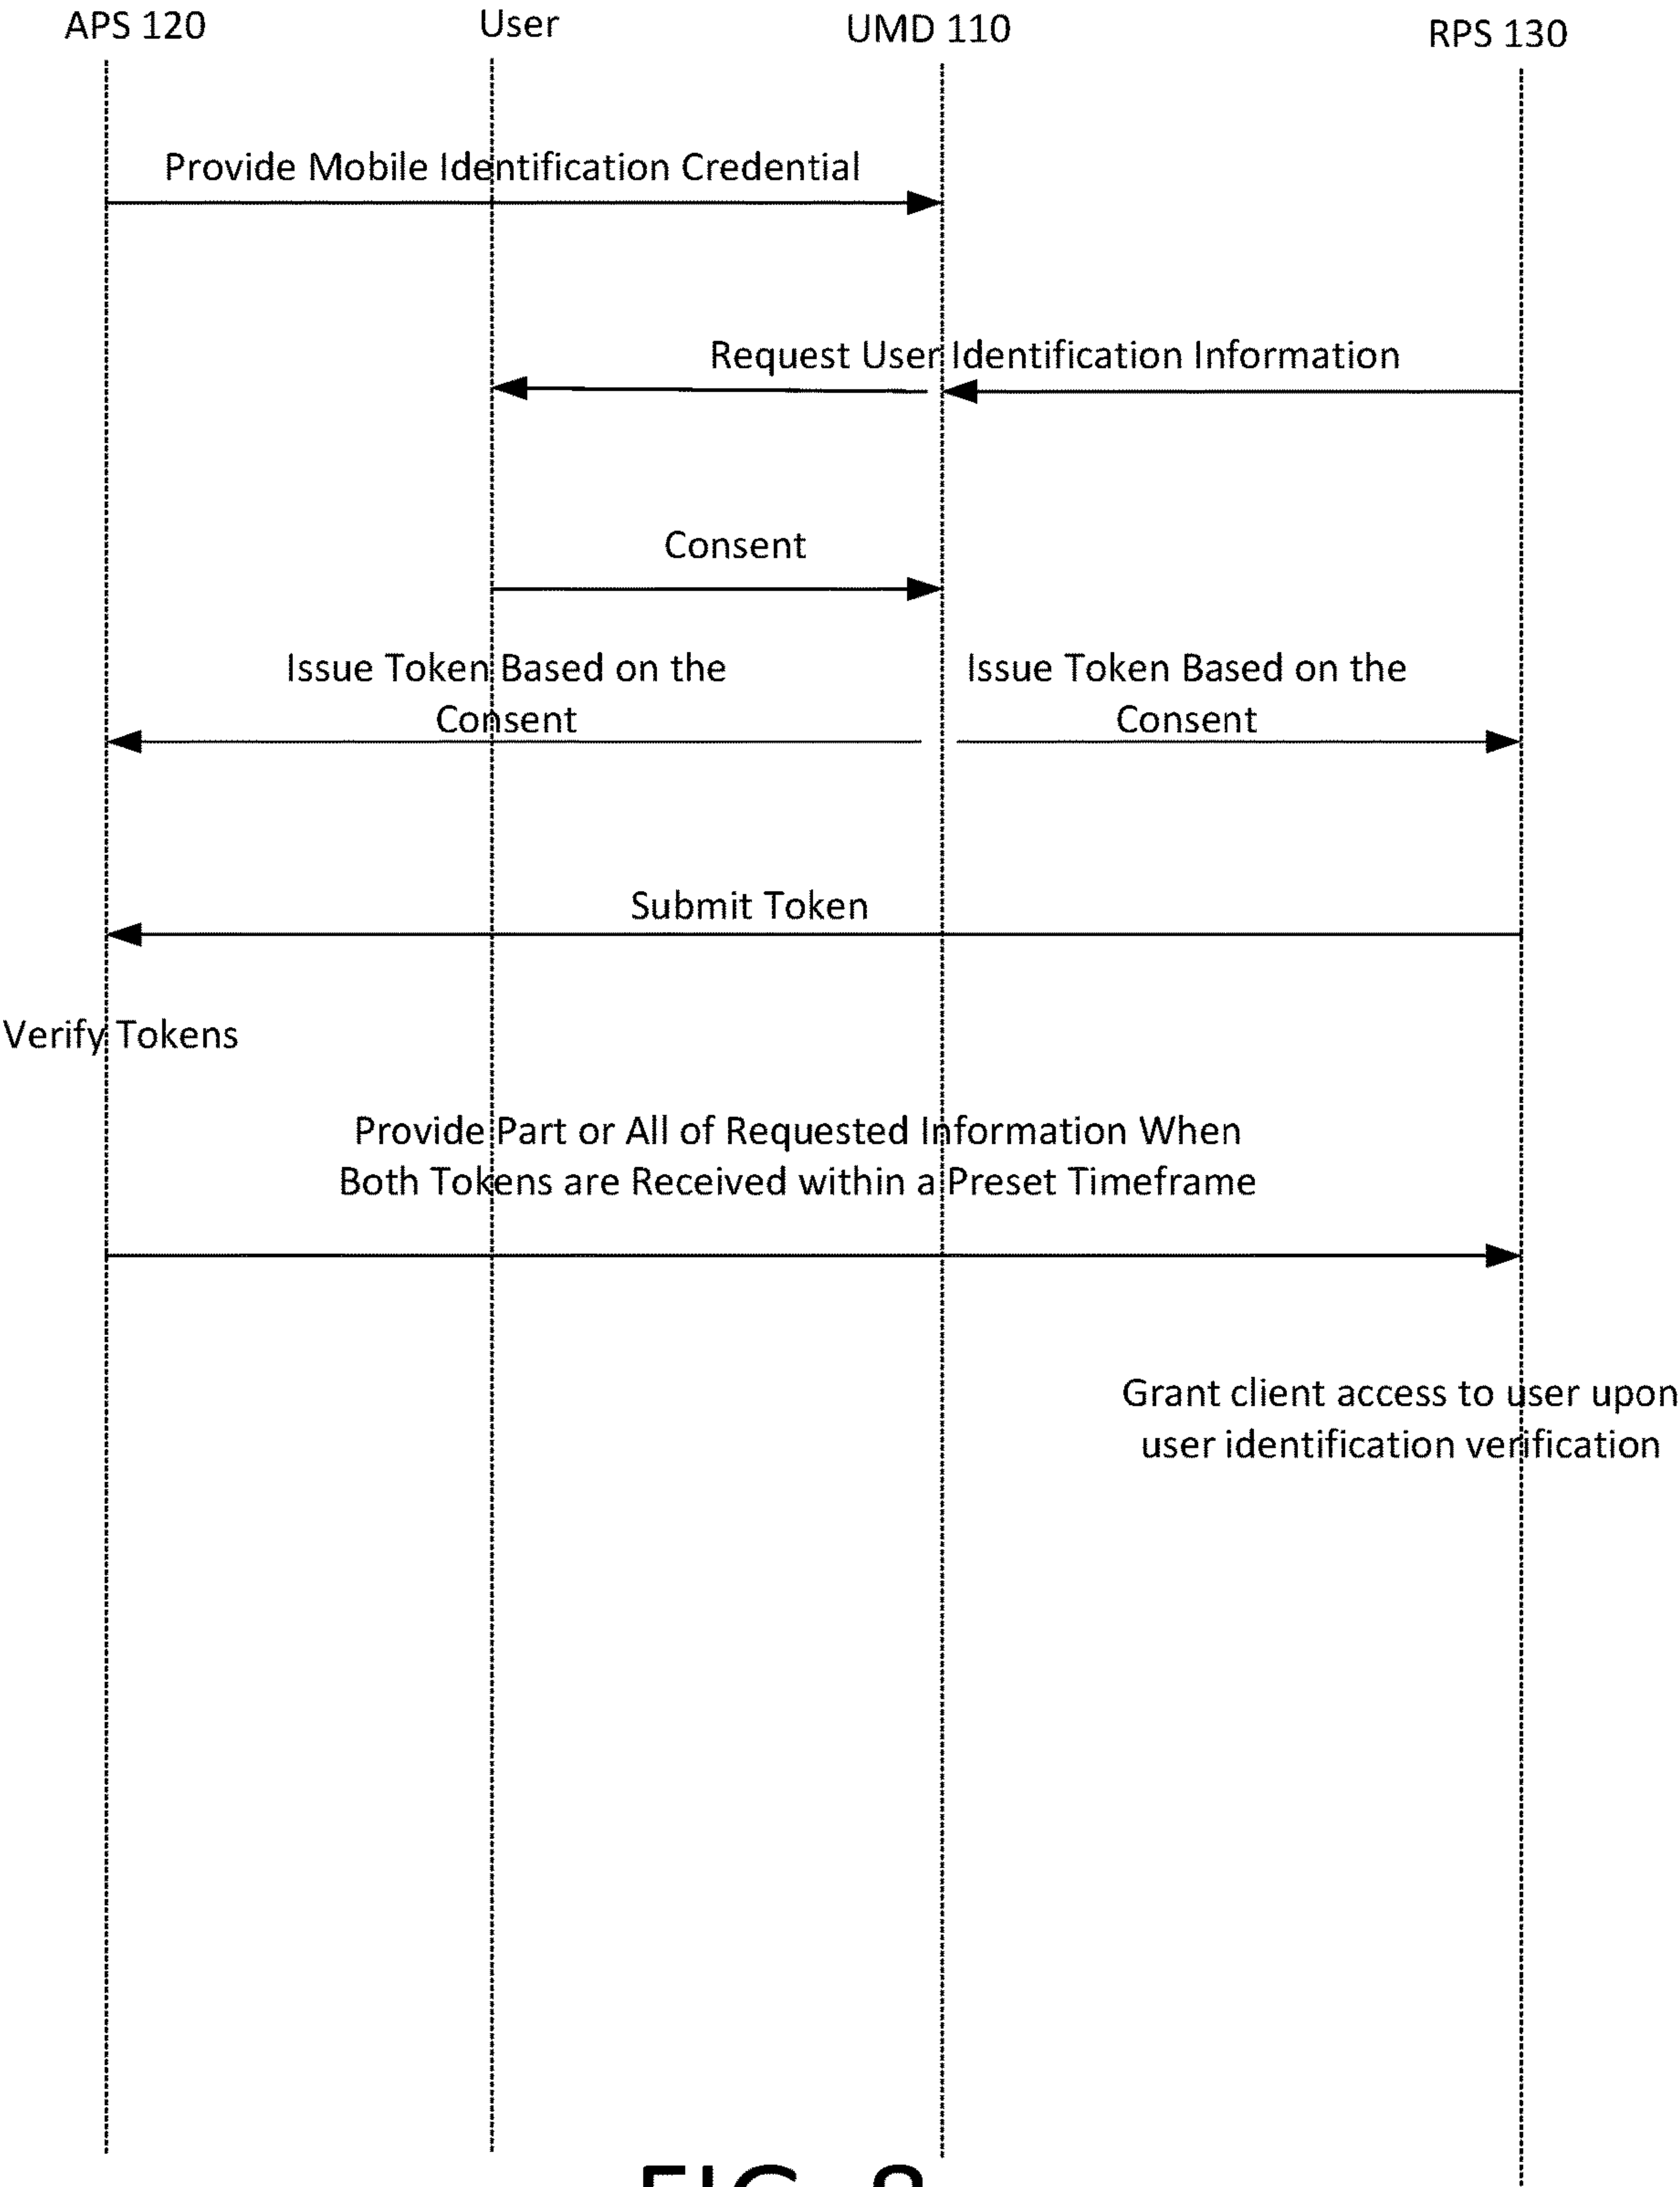 APS 120
User
UMD 110
RPS 130
Provide Mobile Identification Credential
Request User Identification Information
Consent
Issue Token Based on the
Consent
Issue Token Based on the
Consent
Submit Token
Verify Tokens
Provide Part or All of Requested Information When
Both Tokens are Received within a Preset Timeframe
Grant client access to user upon
user identification verification
FIG. 8